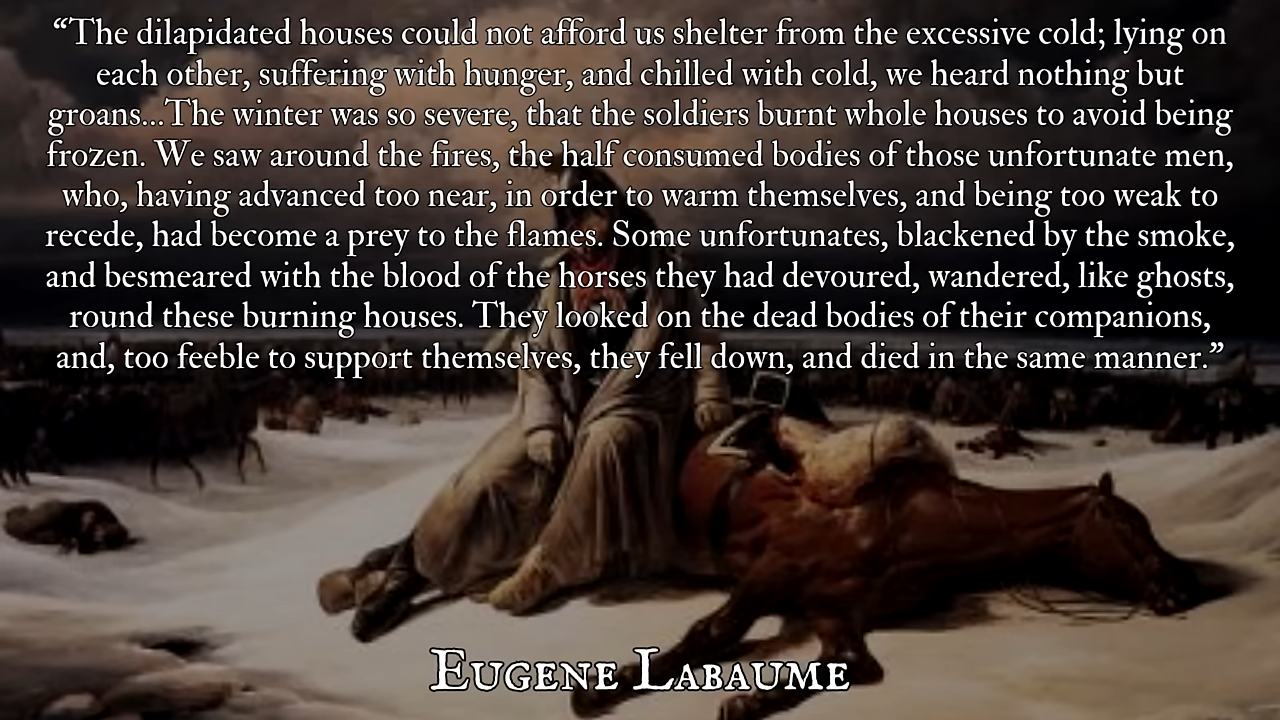 “The dilapidated houses could not afford us shelter from the excessive cold; lying on
each other, suffering with hunger, and chilled with cold, we heard nothing but
groans...The winter was so severe, that the soldiers burnt whole houses to avoid being
frozen. We saw around the fires, the half consumed bodies of those unfortunate men,
who, having advanced too near, in order to warm themselves, and being too weak to
recede, had become a prey to the flames. Some unfortunates, blackened by the smoke,
and besmeared with the blood of the horses they had devoured, wandered, like ghosts,
round these burning houses. They looked on the dead bodies of their companions,
and, too feeble to support themselves, they fell down, and died in the same manner.”
Eugene Labaume